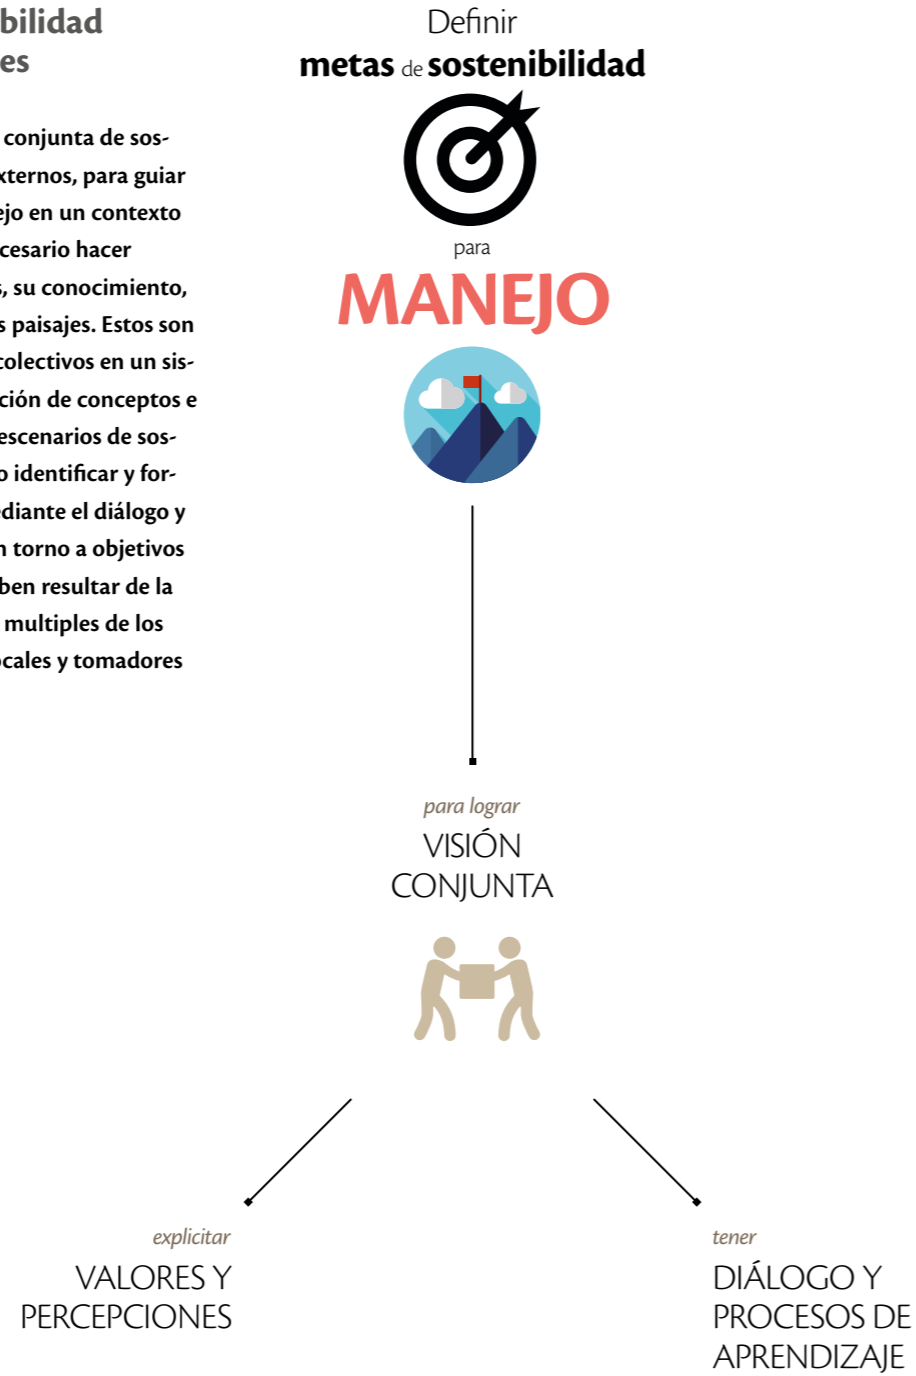 bilidad
es
conjunta de sos-
xternos, para guiar
ejo en un contexto
cesario hacer
s, su conocimiento,
s paisajes. Estos son
colectivos en un sis-
ción de conceptos e
escenarios de sos-
o identificar y for-
ediante el diálogo y
n torno a objetivos
ben resultar de la
multiples de los
ocales y tomadores
Definir
metas de sostenibilidad
para
MANEJO
para lograr
VISIÓN
CONJUNTA
explicitar
VALORES Y
PERCEPCIONES
tener
DIÁLOGO Y
PROCESOS DE
APRENDIZAJE